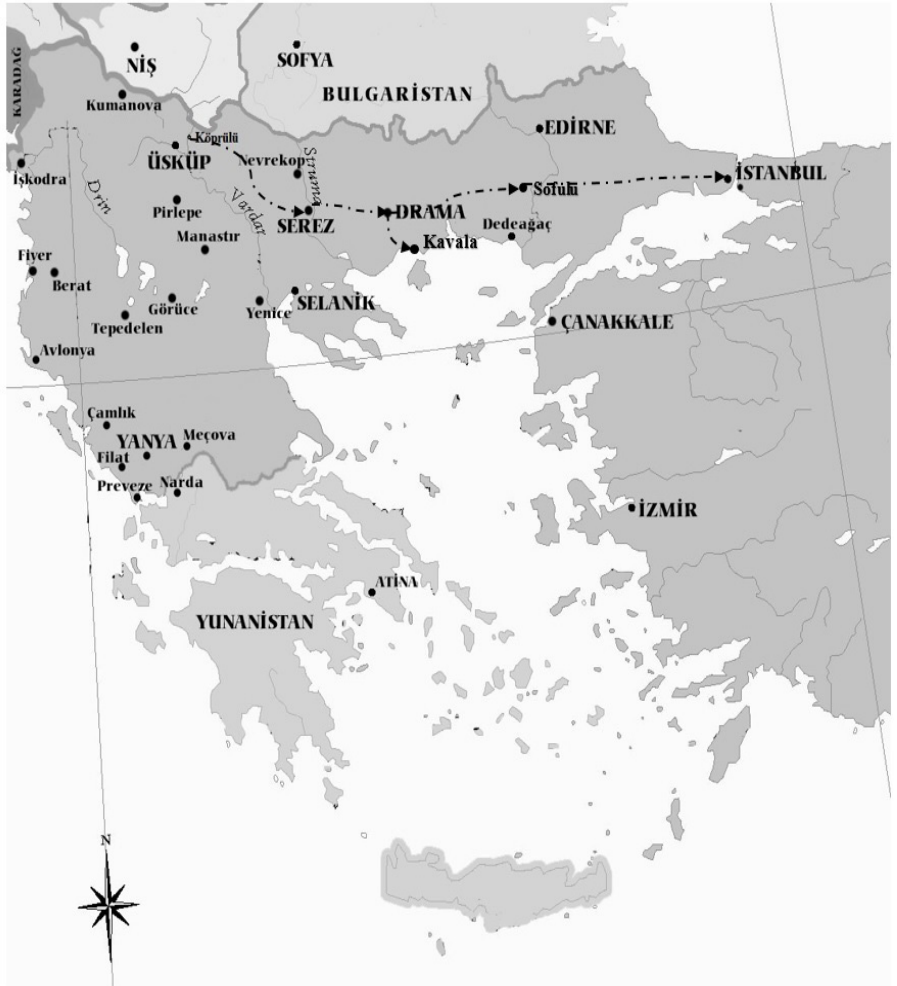 KARADAĞ
NİŞ
SOFYA
BULGARİSTAN
Kumanova
EDİRNE
Köprülü
ÜSKÜP
Nevrekop
Struma
İSTANBUL
İşkodra
Drin
Sofulu
Pirlepe
Vardar
SEREZ
DRAMA
Dedeağaç
Manastır
Kavala
Fiyer
Berat
Görüce
Yenice
SELANİK
Tepedelen
ÇANAKKALE
Avlonya
Çamlık
YANYA
Meçova
Filat
Preveze
Narda
İZMİR
ATİNA
YUNANİSTAN
N